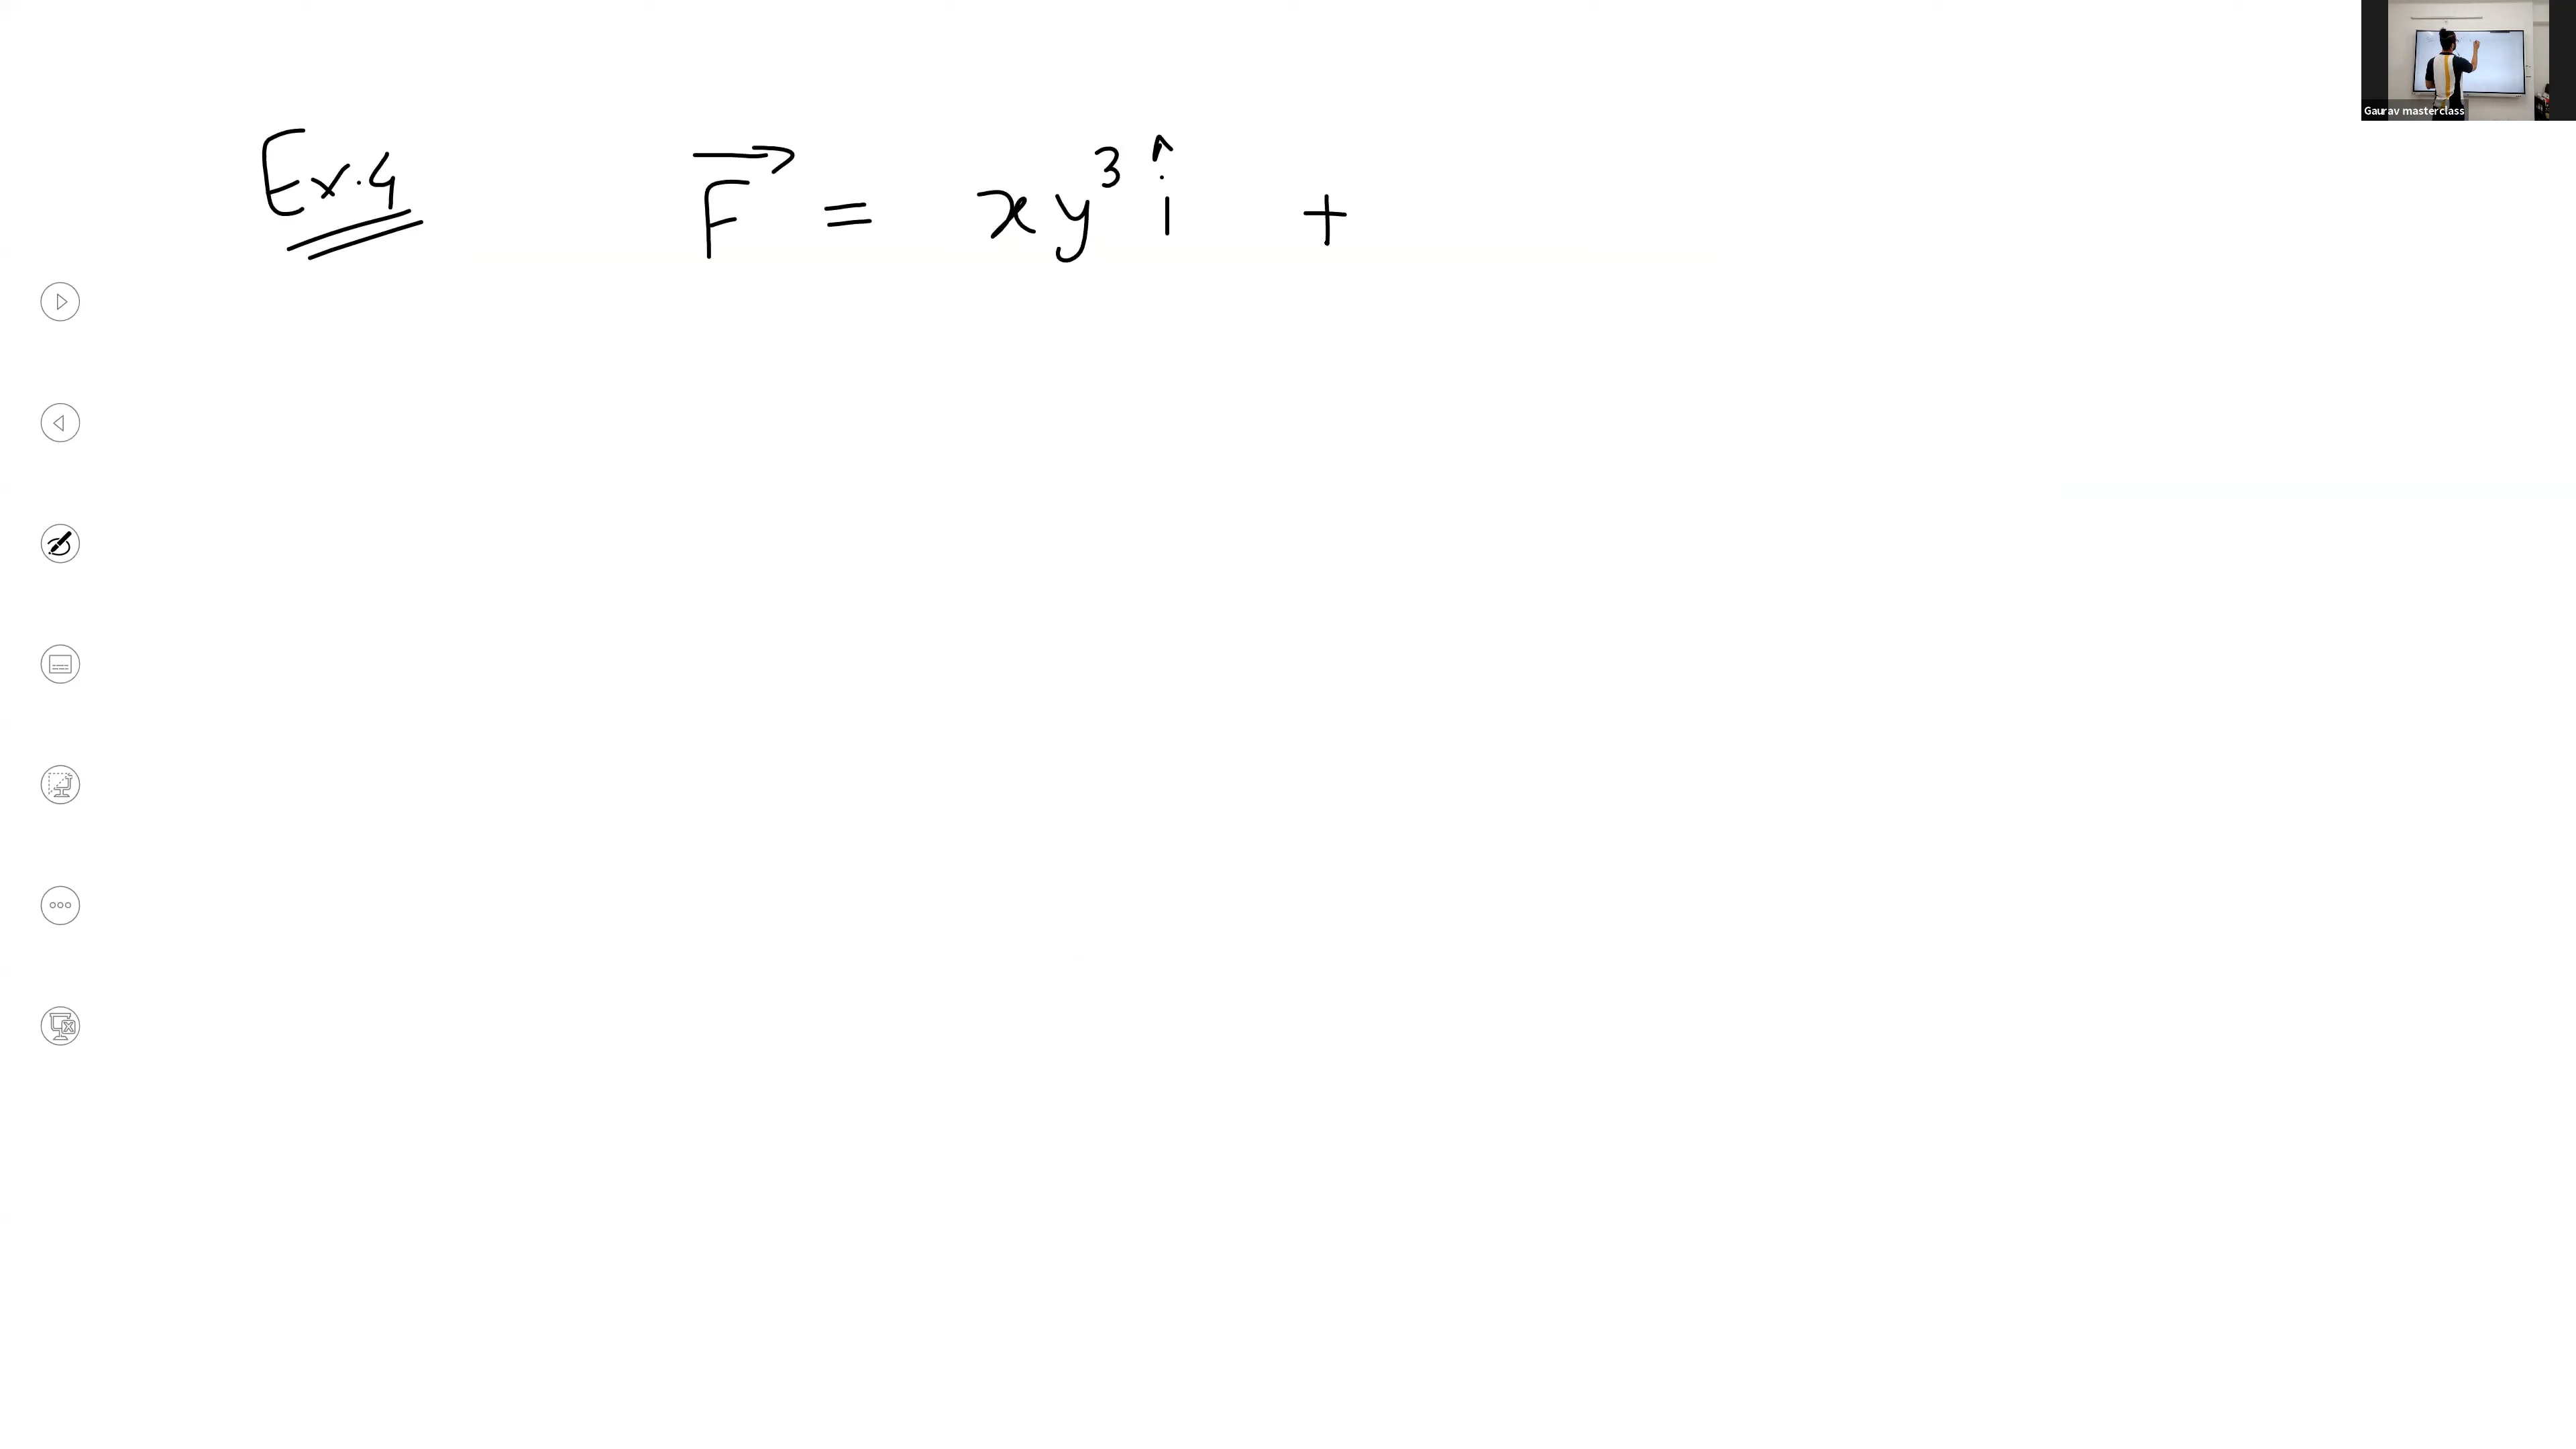 Gaurav masterclass
Ex.4 F⃗ = xy³ î +